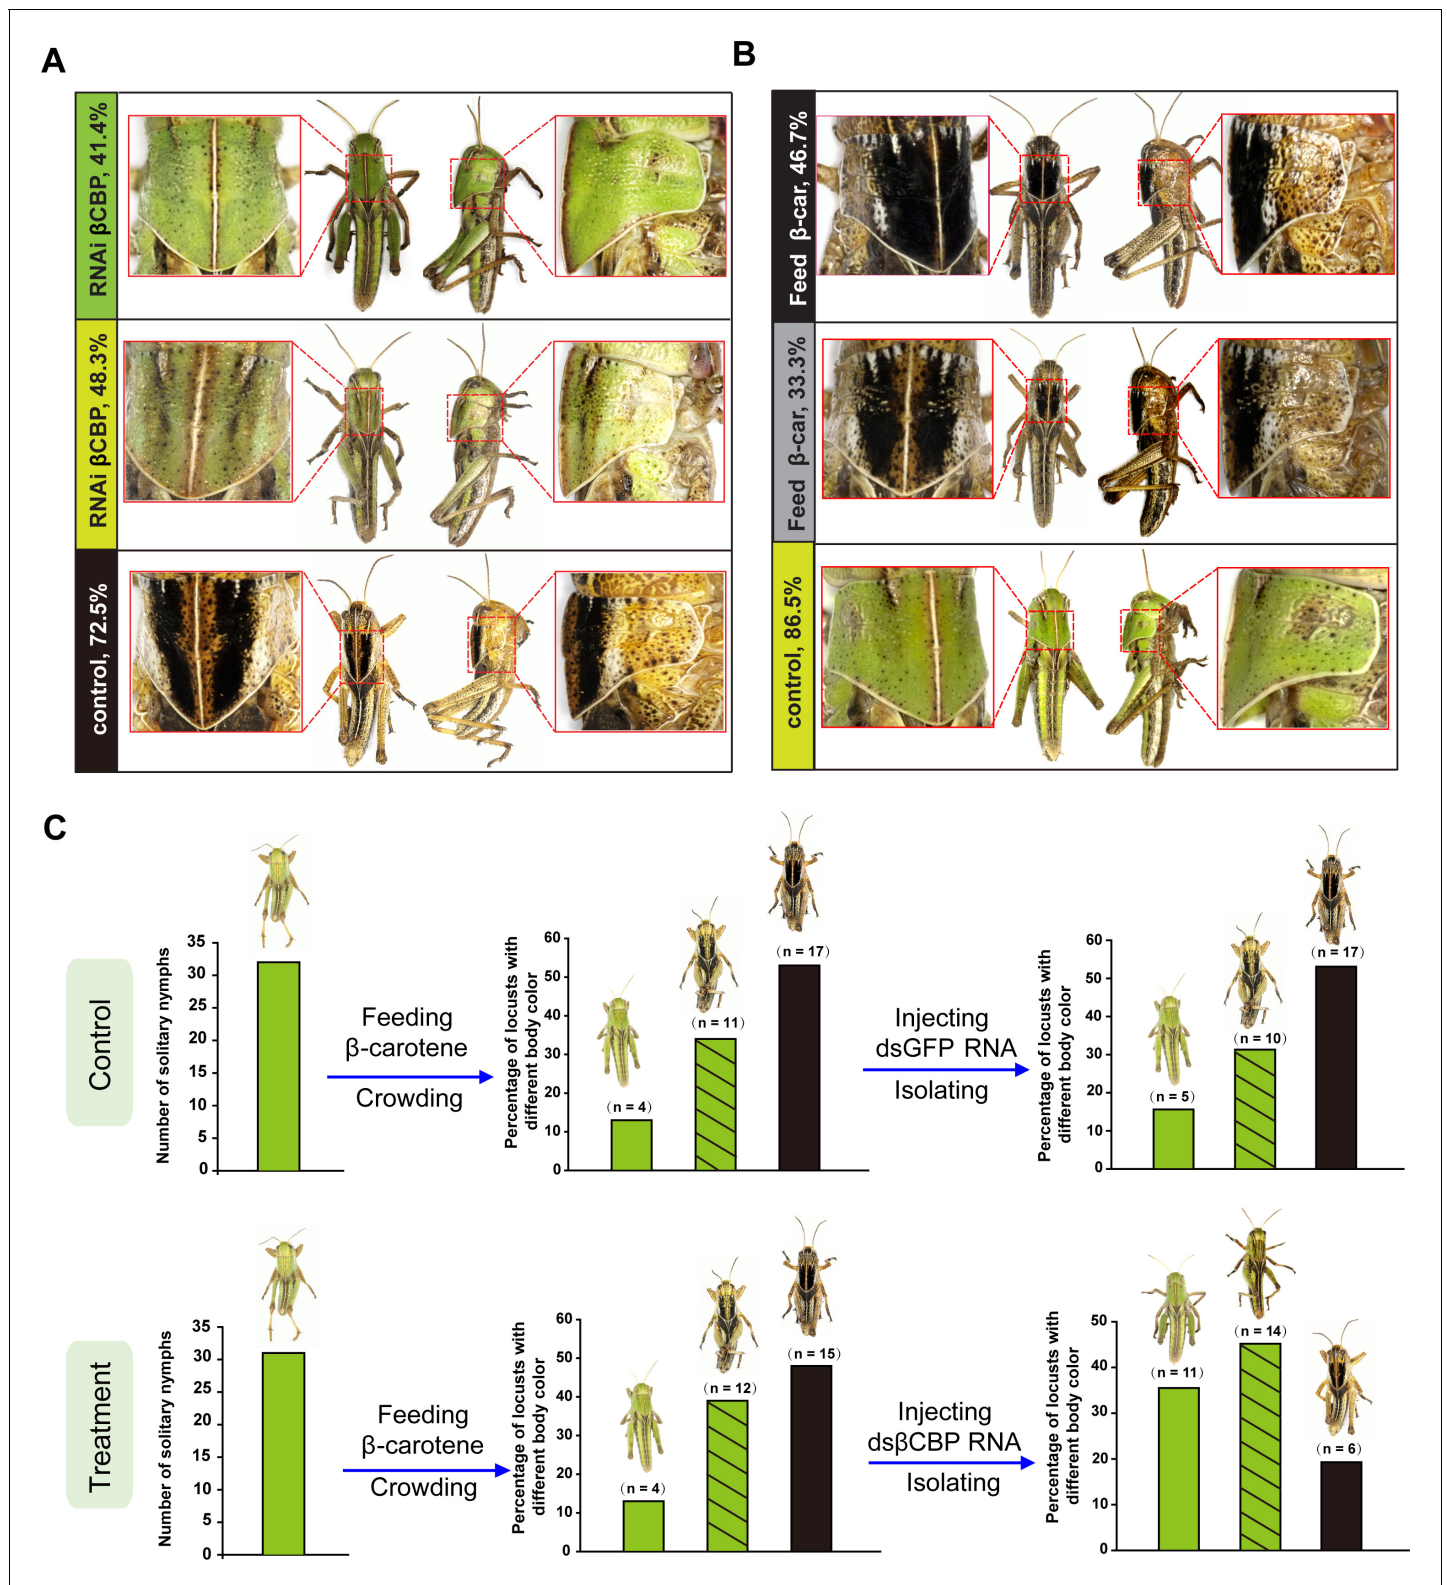 A
RNAi βCBP, 41.4%
RNAi βCBP, 48.3%
control, 72.5%
B
Feed β-car, 46.7%
Feed β-car, 33.3%
control, 86.5%
C
Control
Number of solitary nymphs
35
30
25
20
15
10
5
0
Feeding
β-carotene
Crowding
Percentage of locusts with
different body color
60
50
40
30
20
10
0
(n = 4)
(n = 11)
(n = 17)
Injecting
dsGFP RNA
Isolating
Percentage of locusts with
different body color
60
50
40
30
20
10
0
(n = 5)
(n = 10)
(n = 17)
Treatment
Number of solitary nymphs
35
30
25
20
15
10
5
0
Feeding
β-carotene
Crowding
Percentage of locusts with
different body color
60
50
40
30
20
10
0
(n = 4)
(n = 12)
(n = 15)
Injecting
dsβCBP RNA
Isolating
Percentage of locusts with
different body color
50
40
30
20
10
0
(n = 11)
(n = 14)
(n = 6)